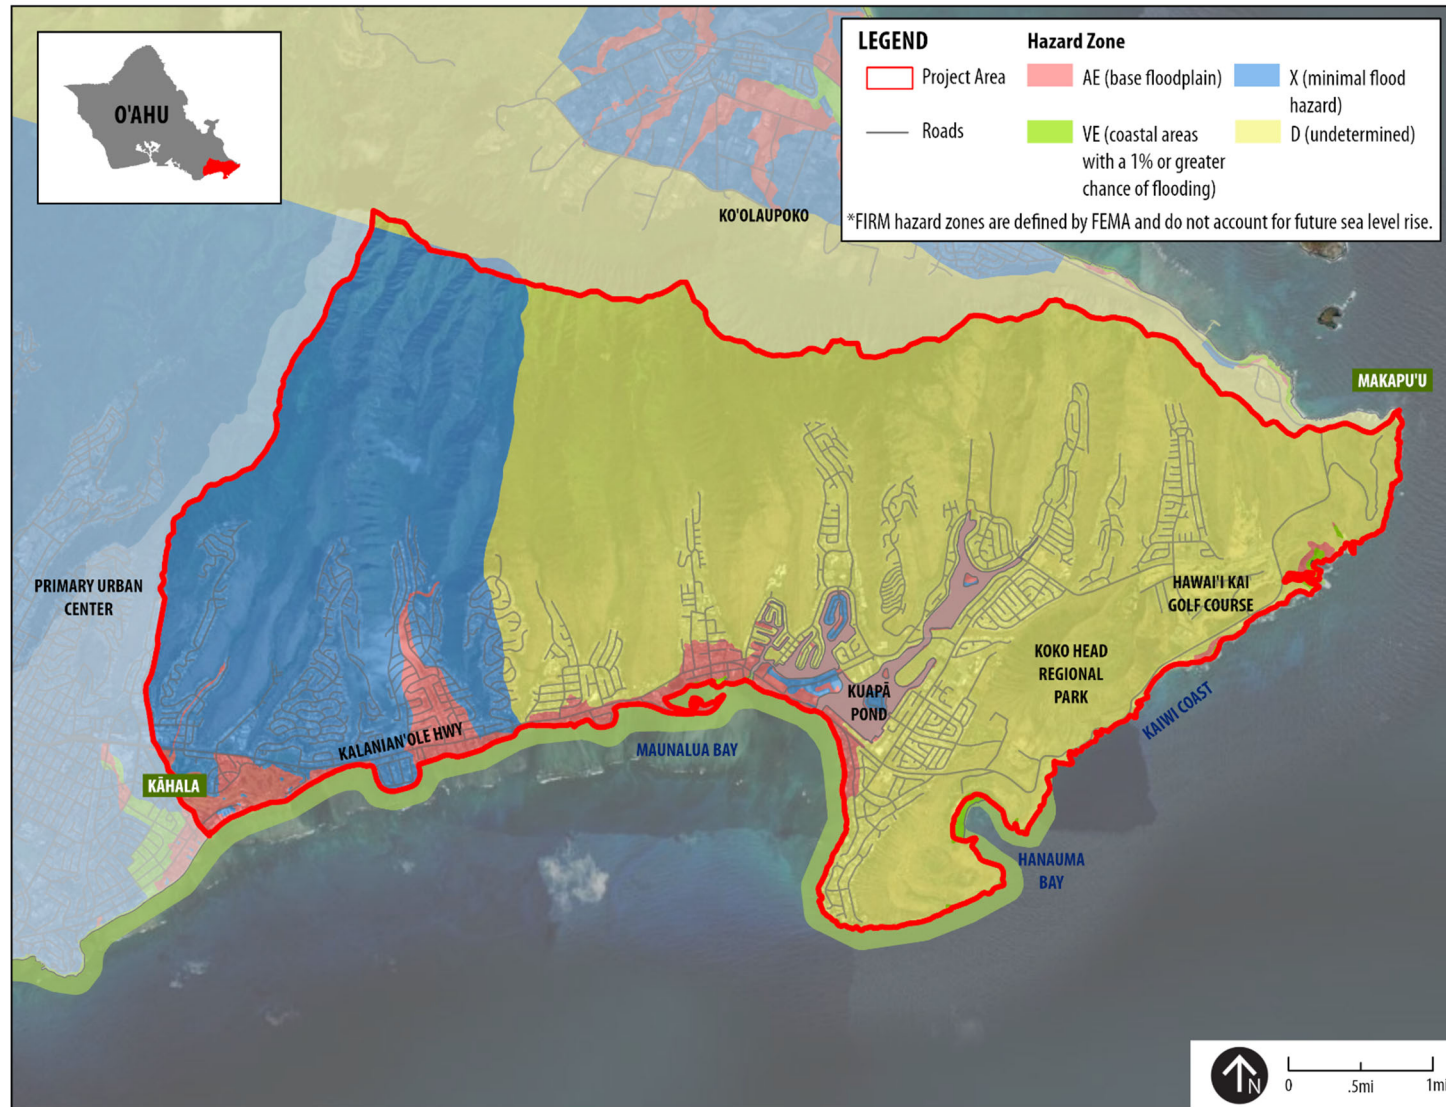 O'AHU
LEGEND
Project Area
Roads
Hazard Zone
AE (base floodplain)
VE (coastal areas
with a 1% or greater
chance of flooding)
X (minimal flood
hazard)
D (undetermined)
*FIRM hazard zones are defined by FEMA and do not account for future sea level rise.
KO'OLAUPOKO
MAKAPU'U
PRIMARY URBAN
CENTER
HAWAI'I KAI
GOLF COURSE
KOKO HEAD
REGIONAL
PARK
KUAPĀ
POND
KAIWI COAST
KALANIAN'OLE HWY
MAUNALUA BAY
KĀHALA
HANAUMA
BAY
N
0 .5mi 1mi